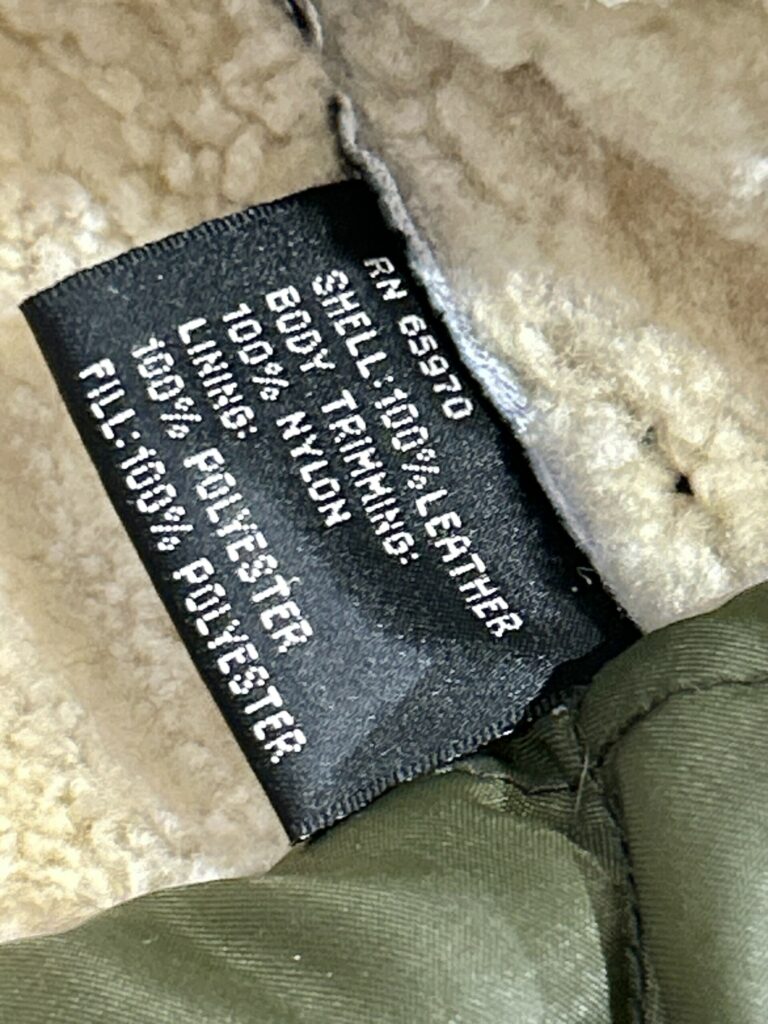 RN 65970
SHELL:100% LEATHER
BODY TRIMMING:
100% NYLON
LINING:
100% POLYESTER
FILL:100% POLYESTER